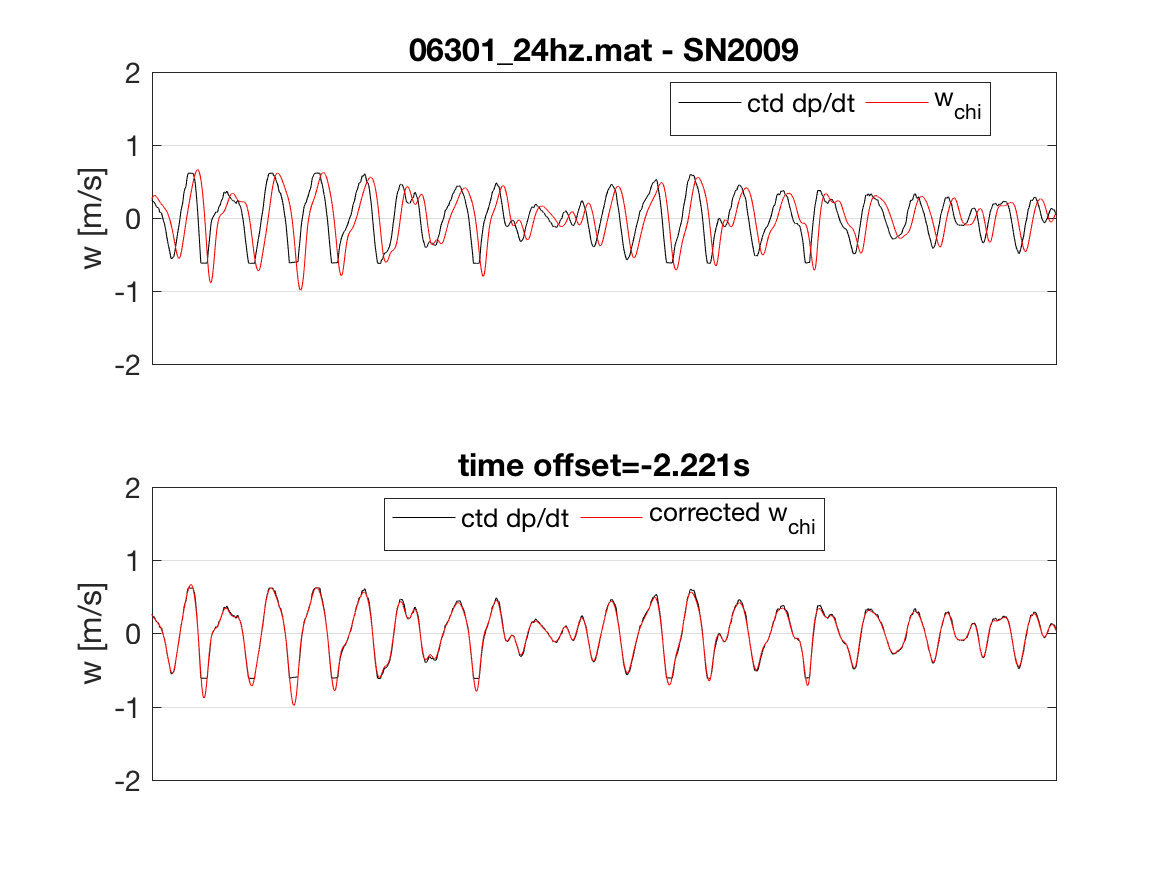 06301_24hz.mat - SN2009
2
ctd dp/dt
w_chi
1
0
-1
-2
w [m/s]
time offset=-2.221s
2
ctd dp/dt
corrected w_chi
1
0
-1
-2
w [m/s]